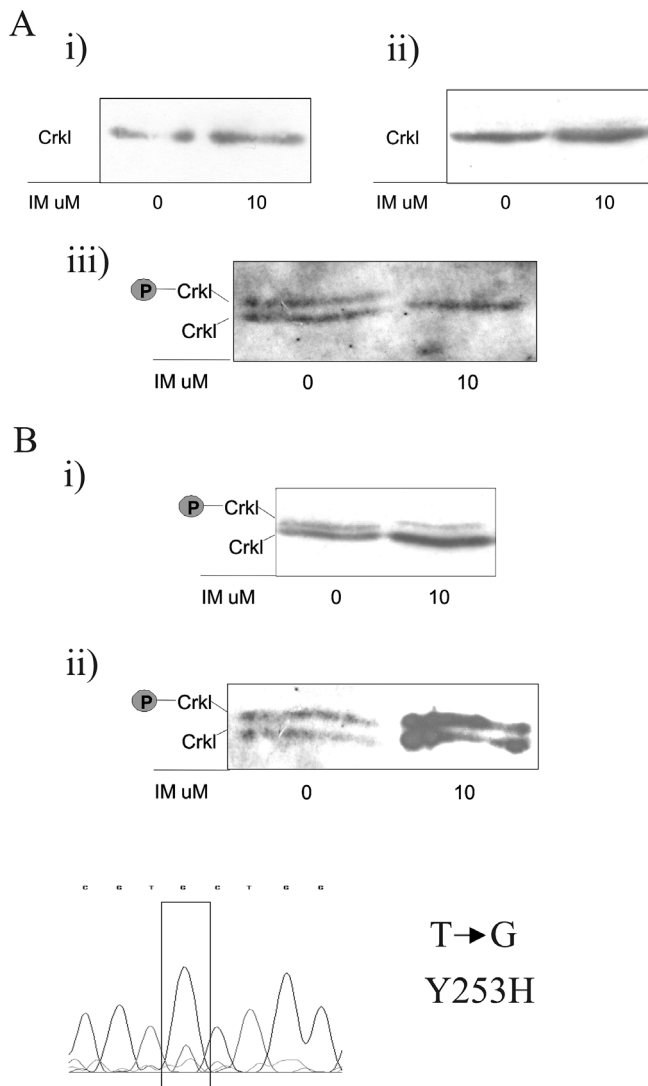 A
i)
ii)
Crkl
Crkl
IM uM 0 10
IM uM 0 10
iii)
P Crkl
Crkl
IM uM 0 10
B
i)
P Crkl
Crkl
IM uM 0 10
ii)
P Crkl
Crkl
IM uM 0 10
C G T G C T G G
T→G
Y253H